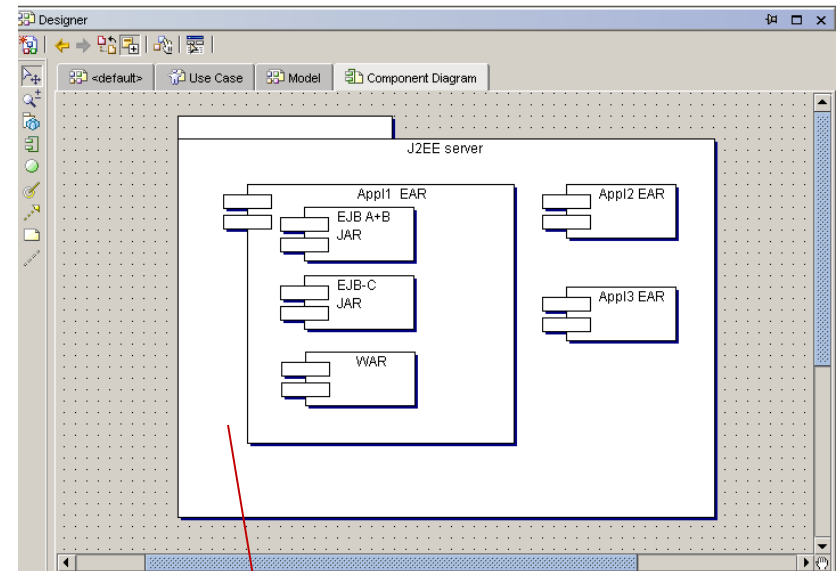 Designer
<default> Use Case Model Component Diagram
J2EE server
Appl1 EAR
EJB A+B
JAR
EJB-C
JAR
WAR
Appl2 EAR
Appl3 EAR